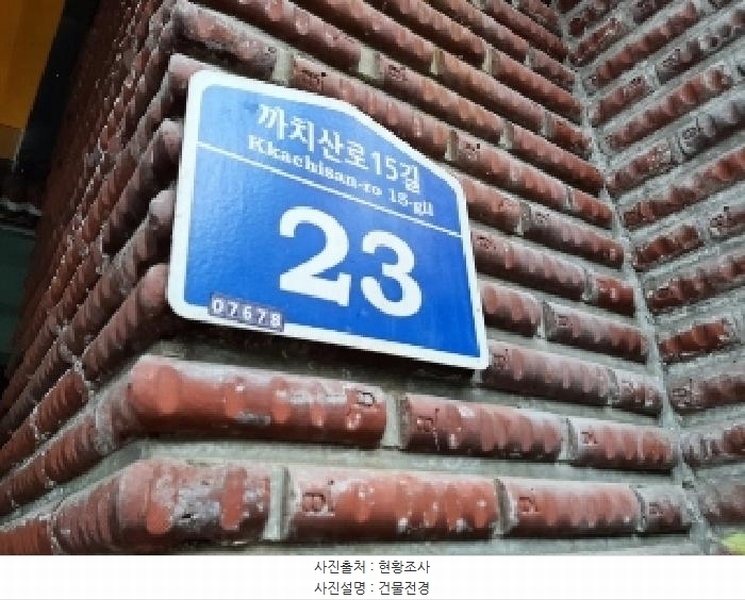 까치산로15길
Kkachisan-ro 15-gil
23
07678
사진출처 : 현황조사
사진설명 : 건물전경